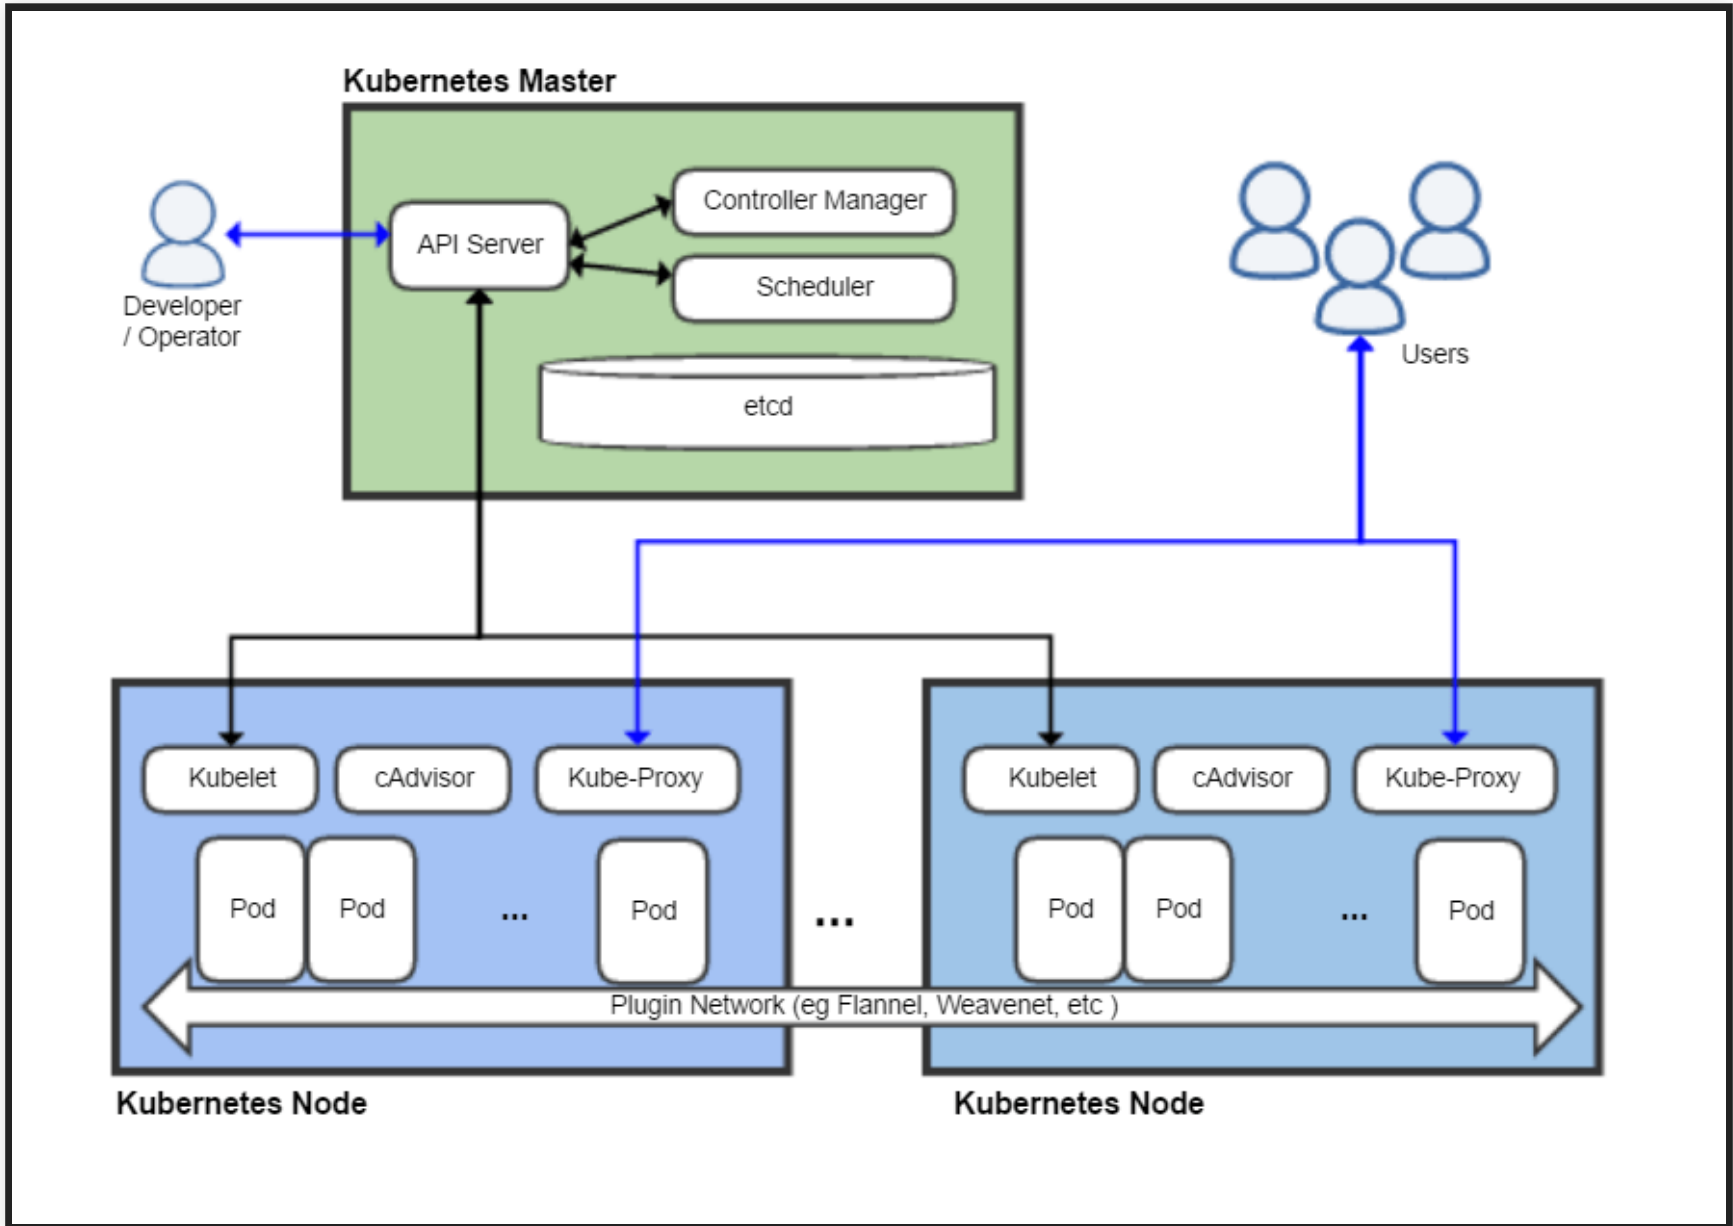 Kubernetes Master
Controller Manager
API Server
Scheduler
etcd
Developer
/ Operator
Users
Kubelet
cAdvisor
Kube-Proxy
Pod
Pod
...
Pod
...
Kubelet
cAdvisor
Kube-Proxy
Pod
Pod
...
Pod
Plugin Network (eg Flannel, Weavenet, etc )
Kubernetes Node
Kubernetes Node